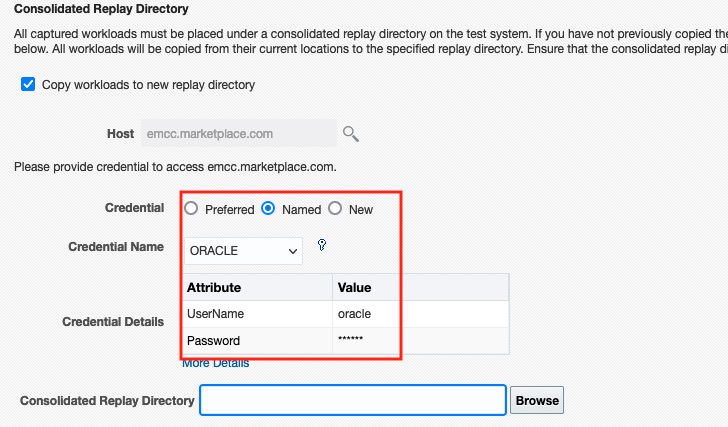 Consolidated Replay Directory
All captured workloads must be placed under a consolidated replay directory on the test system. If you have not previously copied the
below. All workloads will be copied from their current locations to the specified replay directory. Ensure that the consolidated replay di
Copy workloads to new replay directory
Host emcc.marketplace.com
Please provide credential to access emcc.marketplace.com.
Credential Preferred Named New
Credential Name ORACLE
Attribute Value
UserName oracle
Credential Details
Password ******
More Details
Consolidated Replay Directory Browse